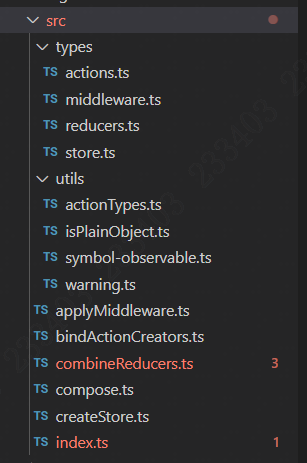 src
types
TS actions.ts
TS middleware.ts
TS reducers.ts
TS store.ts
utils
TS actionTypes.ts
TS isPlainObject.ts
TS symbol-observable.ts
TS warning.ts
TS applyMiddleware.ts
TS bindActionCreators.ts
TS combineReducers.ts 3
TS compose.ts
TS createStore.ts
TS index.ts 1
233403 233403